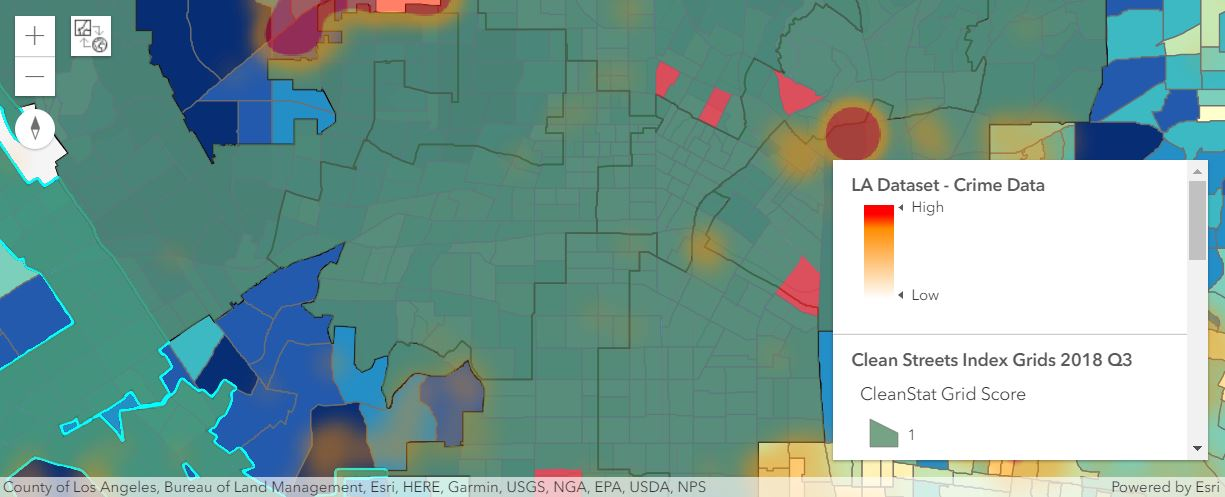 LA Dataset - Crime Data
High
Low
Clean Streets Index Grids 2018 Q3
CleanStat Grid Score
1
County of Los Angeles, Bureau of Land Management, Esri, HERE, Garmin, USGS, NGA, EPA, USDA, NPS
Powered by Esri